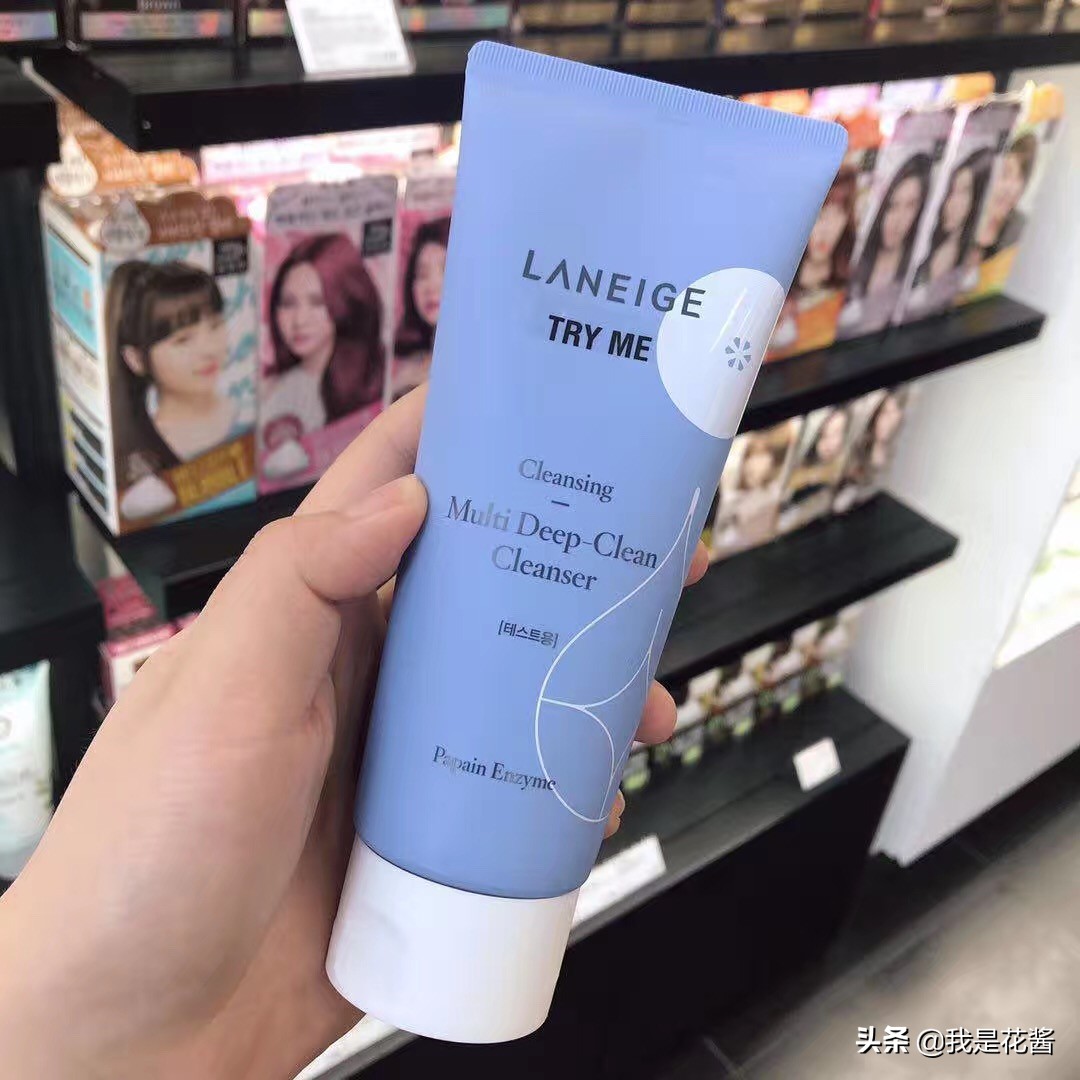 LANEIGE
TRY ME
Cleansing
Multi Deep-Clean
Cleanser
[테스트용]
Papain Enzyme
头条 @我是花酱